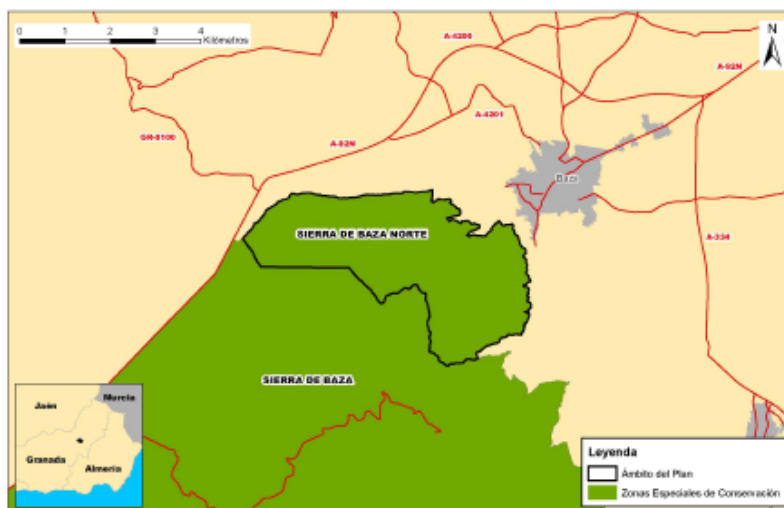 0 1 2 3 4
Kilómetros
N
A-4200
A-92N
GR-8100
A-92N
A-4201
Baza
SIERRA DE BAZA NORTE
A-334
SIERRA DE BAZA
Jaén
Murcia
Granada
Almería
Leyenda
Ámbito del Plan
Zonas Especiales de Conservación